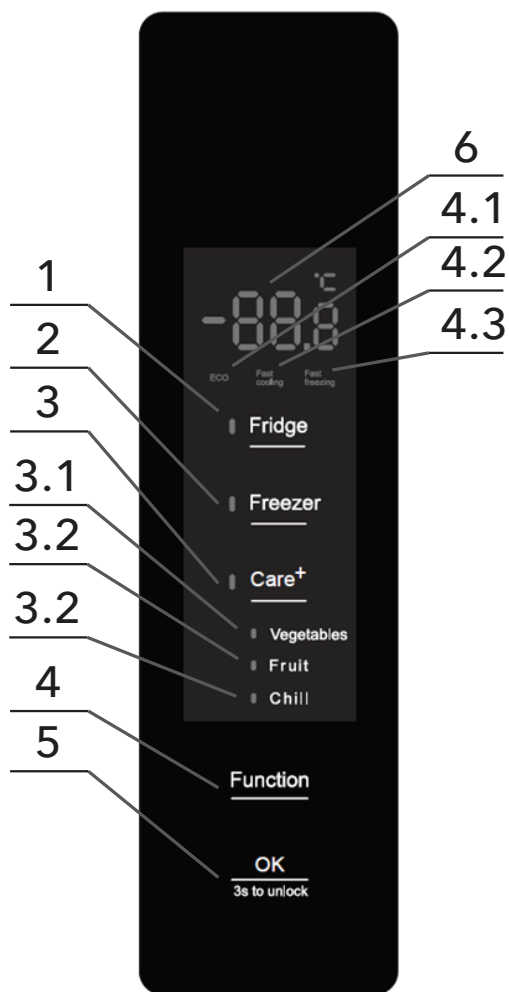 6
4.1
4.2
4.3
1
2
3
3.1
3.2
3.2
4
5
-88.8 °C
ECO
Fast cooling
Fast freezing
Fridge
Freezer
Care+
Vegetables
Fruit
Chill
Function
OK
3s to unlock